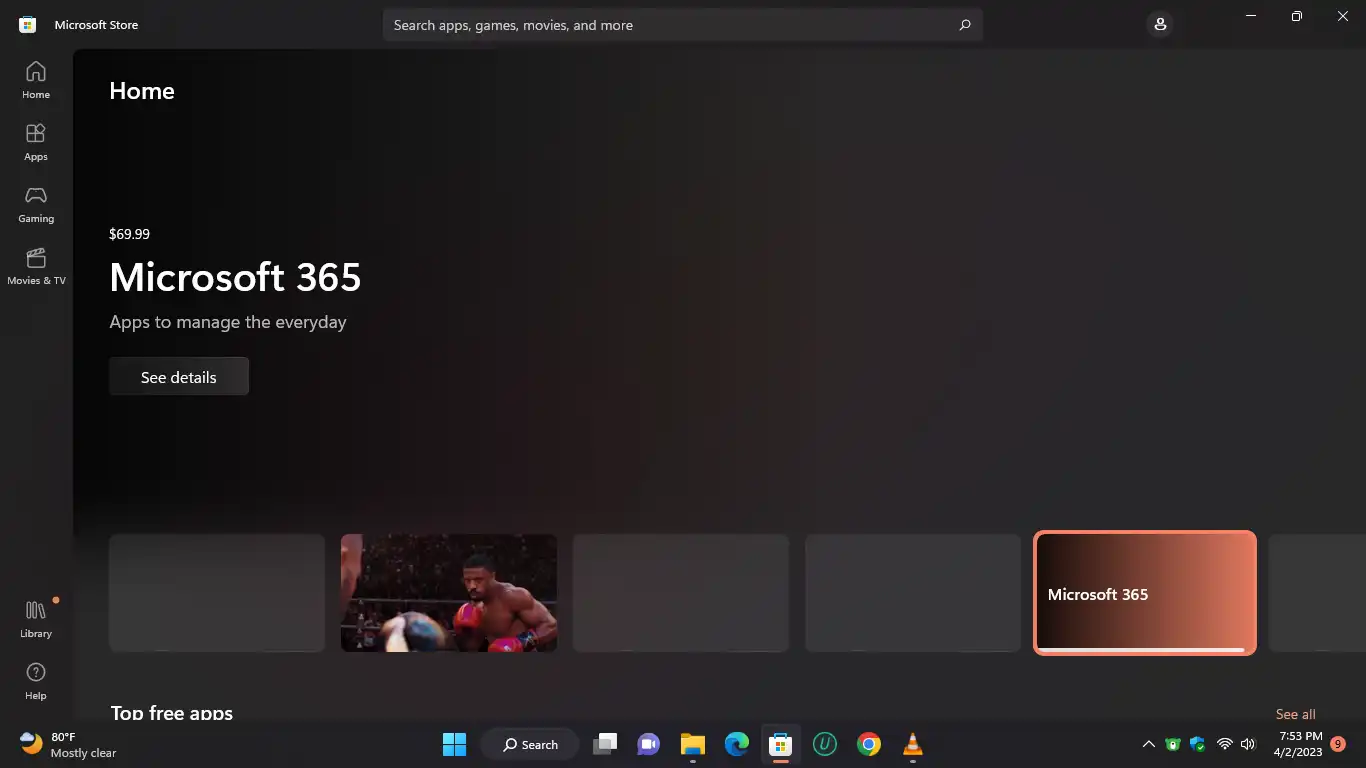 Microsoft Store
Search apps, games, movies, and more
Home
Apps
Gaming
Movies & TV
Library
Help
Home
$69.99
Microsoft 365
Apps to manage the everyday
See details
Microsoft 365
Top free apps
See all
80°F
Mostly clear
Search
7:53 PM
4/2/2023
9